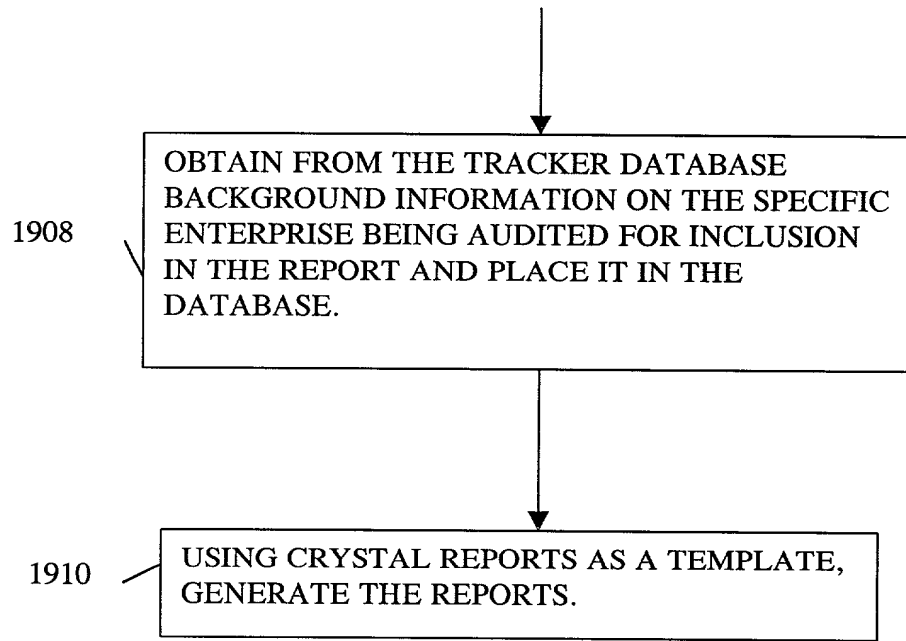 OBTAIN FROM THE TRACKER DATABASE
BACKGROUND INFORMATION ON THE SPECIFIC
1908
ENTERPRISE BEING AUDITED FOR INCLUSION
IN THE REPORT AND PLACE IT IN THE
DATABASE.
1910
USING CRYSTAL REPORTS AS A TEMPLATE,
GENERATE THE REPORTS.